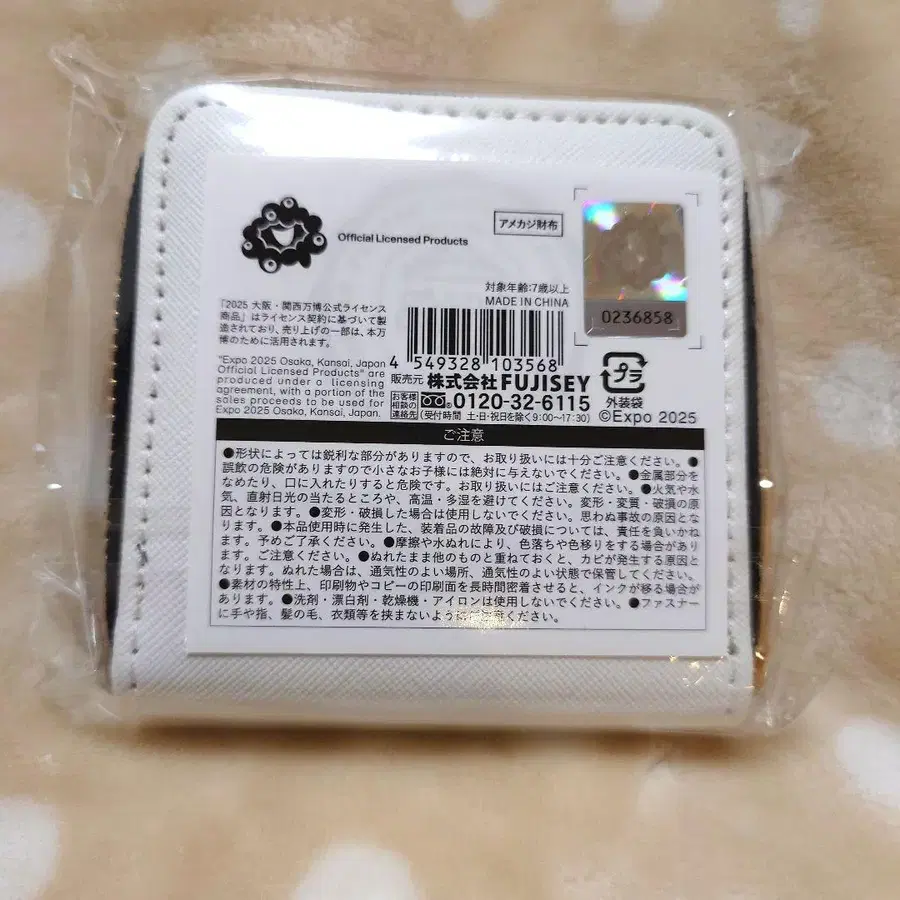 Official Licensed Products
アメカジ財布
対象年齢:7歳以上
MADE IN CHINA
0236858
「2025 大阪・関西万博公式ライセンス
商品」はライセンス契約に基づいて製
造されており、売り上げの一部は、本万
博のために活用されます。
"Expo 2025 Osaka, Kansai, Japan
Official Licensed Products" are
produced under a licensing
agreement, with a portion of the
sales proceeds to be used for
Expo 2025 Osaka, Kansai, Japan.
4 549328 103568
販売元 株式会社FUJISEY
お客様
相談の
連絡先
0120-32-6115
(受付時間 土・日・祝日を除く9:00~17:30)
プラ
外装袋
©Expo 2025
ご注意
●形状によっては鋭利な部分がありますので、お取り扱いには十分ご注意ください。●
誤飲の危険がありますので小さなお子様には絶対に与えないでください。●金属部分を
なめたり、口に入れたりすると危険です。お取り扱いにはご注意ください。●火気や水
気、直射日光の当たるところや、高温・多湿を避けてください。変形・変質・破損の原
因となります。●変形・破損した場合は使用しないでください。思わぬ事故の原因とな
ります。●本品使用時に発生した、装着品の故障及び破損については、責任を負いかね
ます。予めご了承ください。●摩擦や水ぬれにより、色落ちや色移りをする場合があり
ます。ご注意ください。●ぬれたまま他のものと重ねておくと、カビが発生する原因と
なります。ぬれた場合は、通気性のよい場所、通気性のよい状態で保管してください。
●素材の特性上、印刷物やコピーの印刷面を長時間密着させると、インクが移る場合が
あります。●洗剤・漂白剤・乾燥機・アイロンは使用しないでください。●ファスナー
に手や指、髪の毛、衣類等を挟まないようにご注意ください。